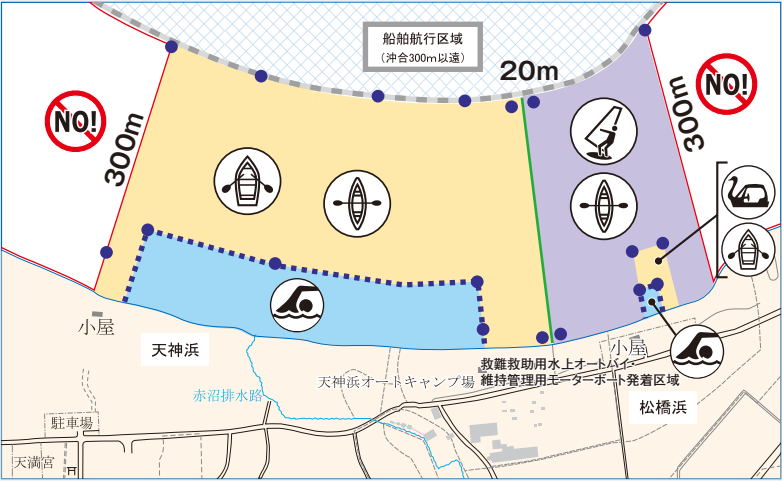 船舶航行区域
（沖合300m以遠）
20m
NO!
300m
300m
NO!
小屋
天神浜
小屋
救難救助用水上オートバイ・
維持管理用モーターボート発着区域
天神浜オートキャンプ場
赤沼排水路
松橋浜
駐車場
天満宮